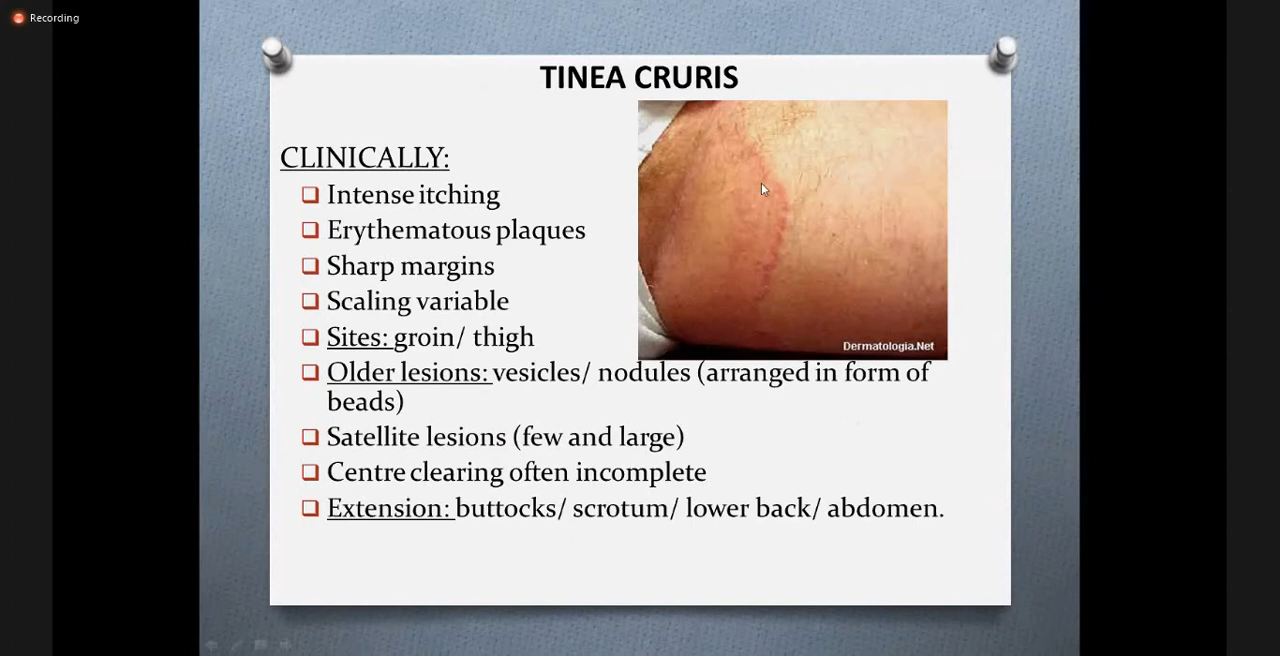 Recording
TINEA CRURIS
CLINICALLY:
Intense itching
Erythematous plaques
Sharp margins
Scaling variable
Sites: groin/ thigh
Dermatologia.Net
Older lesions: vesicles/ nodules (arranged in form of
beads)
Satellite lesions (few and large)
Centre clearing often incomplete
Extension: buttocks/ scrotum/ lower back/ abdomen.